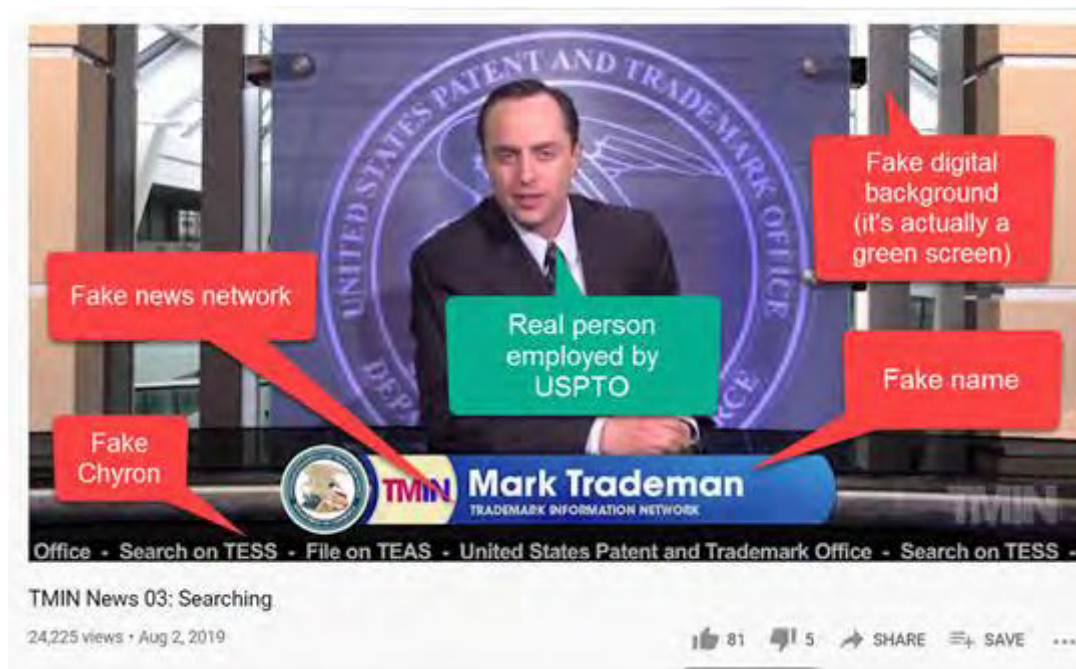 UNITED STATES PATENT AND TRADEMARK OFFICE
Fake digital
background
(it's actually a
green screen)
Fake news network
Real person
employed by
USPTO
Fake name
Fake
Chyron
TMIN
Mark Trademan
TRADEMARK INFORMATION NETWORK
TMIN
Office - Search on TESS - File on TEAS - United States Patent and Trademark Office - Search on TESS -
TMIN News 03: Searching
24,225 views • Aug 2, 2019
81
5
SHARE
SAVE